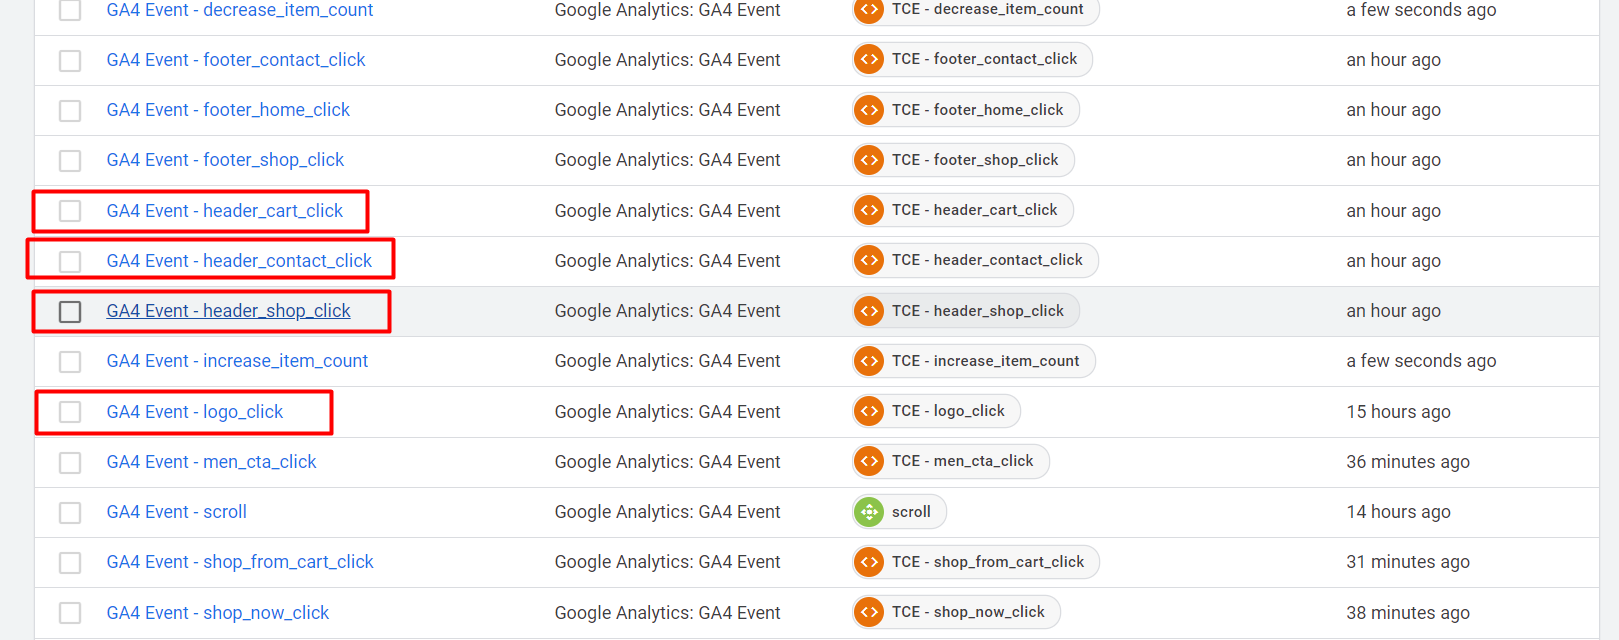 GA4 Event - decrease_item_count Google Analytics: GA4 Event TCE - decrease_item_count a few seconds ago
GA4 Event - footer_contact_click Google Analytics: GA4 Event TCE - footer_contact_click an hour ago
GA4 Event - footer_home_click Google Analytics: GA4 Event TCE - footer_home_click an hour ago
GA4 Event - footer_shop_click Google Analytics: GA4 Event TCE - footer_shop_click an hour ago
GA4 Event - header_cart_click Google Analytics: GA4 Event TCE - header_cart_click an hour ago
GA4 Event - header_contact_click Google Analytics: GA4 Event TCE - header_contact_click an hour ago
GA4 Event - header_shop_click Google Analytics: GA4 Event TCE - header_shop_click an hour ago
GA4 Event - increase_item_count Google Analytics: GA4 Event TCE - increase_item_count a few seconds ago
GA4 Event - logo_click Google Analytics: GA4 Event TCE - logo_click 15 hours ago
GA4 Event - men_cta_click Google Analytics: GA4 Event TCE - men_cta_click 36 minutes ago
GA4 Event - scroll Google Analytics: GA4 Event scroll 14 hours ago
GA4 Event - shop_from_cart_click Google Analytics: GA4 Event TCE - shop_from_cart_click 31 minutes ago
GA4 Event - shop_now_click Google Analytics: GA4 Event TCE - shop_now_click 38 minutes ago